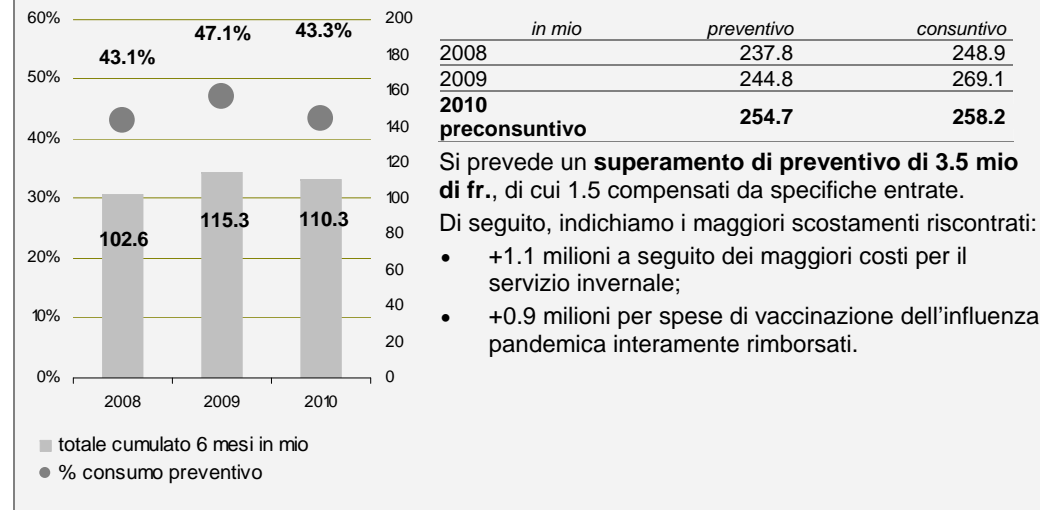 60%
50%
40%
30%
20%
10%
0%
200
180
160
140
120
100
80
60
40
20
0
43.1%
47.1%
43.3%
102.6
115.3
110.3
2008
2009
2010
totale cumulato 6 mesi in mio
% consumo preventivo
in mio preventivo consuntivo
2008 237.8 248.9
2009 244.8 269.1
2010
preconsuntivo 254.7 258.2
Si prevede un superamento di preventivo di 3.5 mio
di fr., di cui 1.5 compensati da specifiche entrate.
Di seguito, indichiamo i maggiori scostamenti riscontrati:
• +1.1 milioni a seguito dei maggiori costi per il
servizio invernale;
• +0.9 milioni per spese di vaccinazione dell'influenza
pandemica interamente rimborsati.